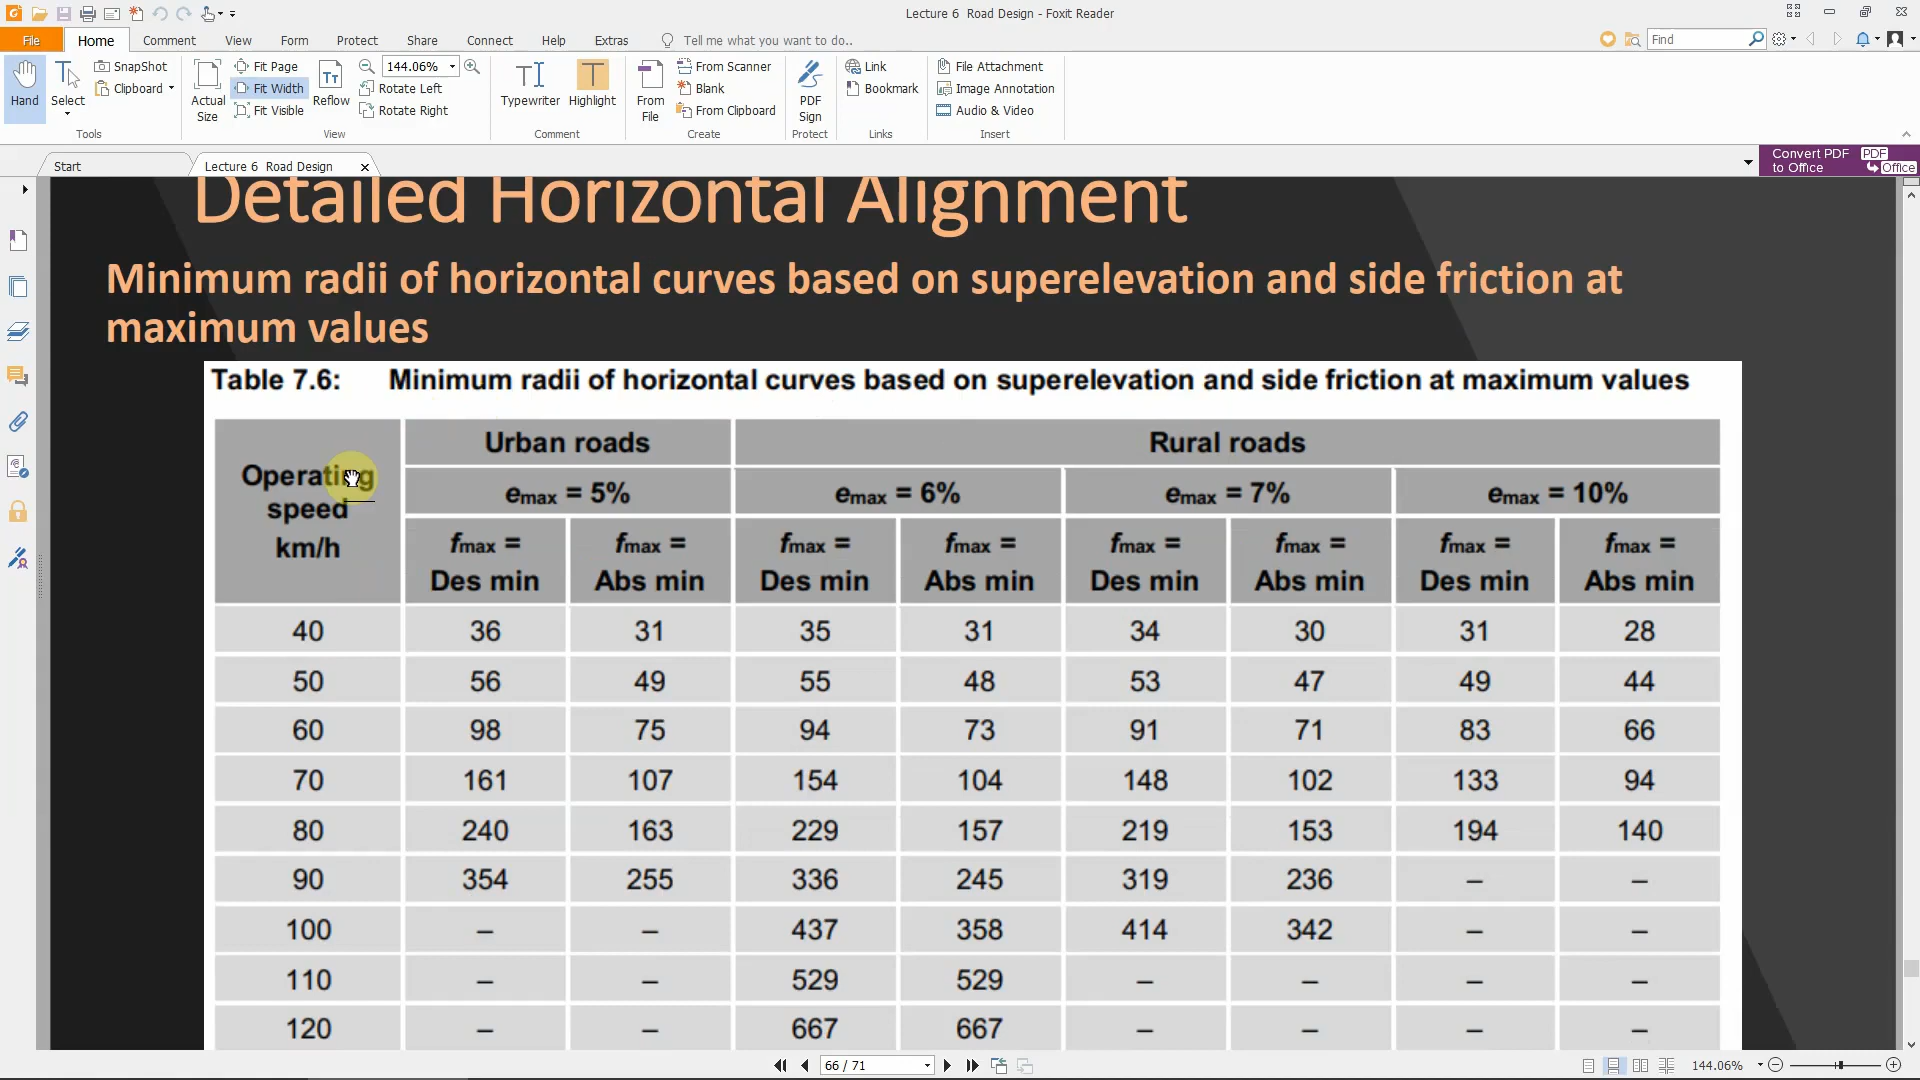 Lecture 6 Road Design - Foxit Reader
File Home Comment View Form Protect Share Connect Help Extras Tell me what you want to do.. Find
Hand
Select
SnapShot
Clipboard
Tools
Actual Size
Fit Page
Fit Width
Fit Visible
Reflow
144.06%
Rotate Left
Rotate Right
View
Typewriter
Highlight
Comment
From File
From Scanner
Blank
From Clipboard
Create
PDF Sign
Protect
Link
Bookmark
Links
File Attachment
Image Annotation
Audio & Video
Insert
Start
Lecture 6 Road Design
Convert PDF to Office
PDF
Office
Detailed Horizontal Alignment
Minimum radii of horizontal curves based on superelevation and side friction at
maximum values
Table 7.6: Minimum radii of horizontal curves based on superelevation and side friction at maximum values
Operating speed km/h
Urban roads Rural roads
emax = 5% emax = 6% emax = 7% emax = 10%
fmax = fmax = fmax = fmax = fmax = fmax = fmax = fmax =
Des min Abs min Des min Abs min Des min Abs min Des min Abs min
40 36 31 35 31 34 30 31 28
50 56 49 55 48 53 47 49 44
60 98 75 94 73 91 71 83 66
70 161 107 154 104 148 102 133 94
80 240 163 229 157 219 153 194 140
90 354 255 336 245 319 236 – –
100 – – 437 358 414 342 – –
110 – – 529 529 – – – –
120 – – 667 667 – – – –
66 / 71
144.06%